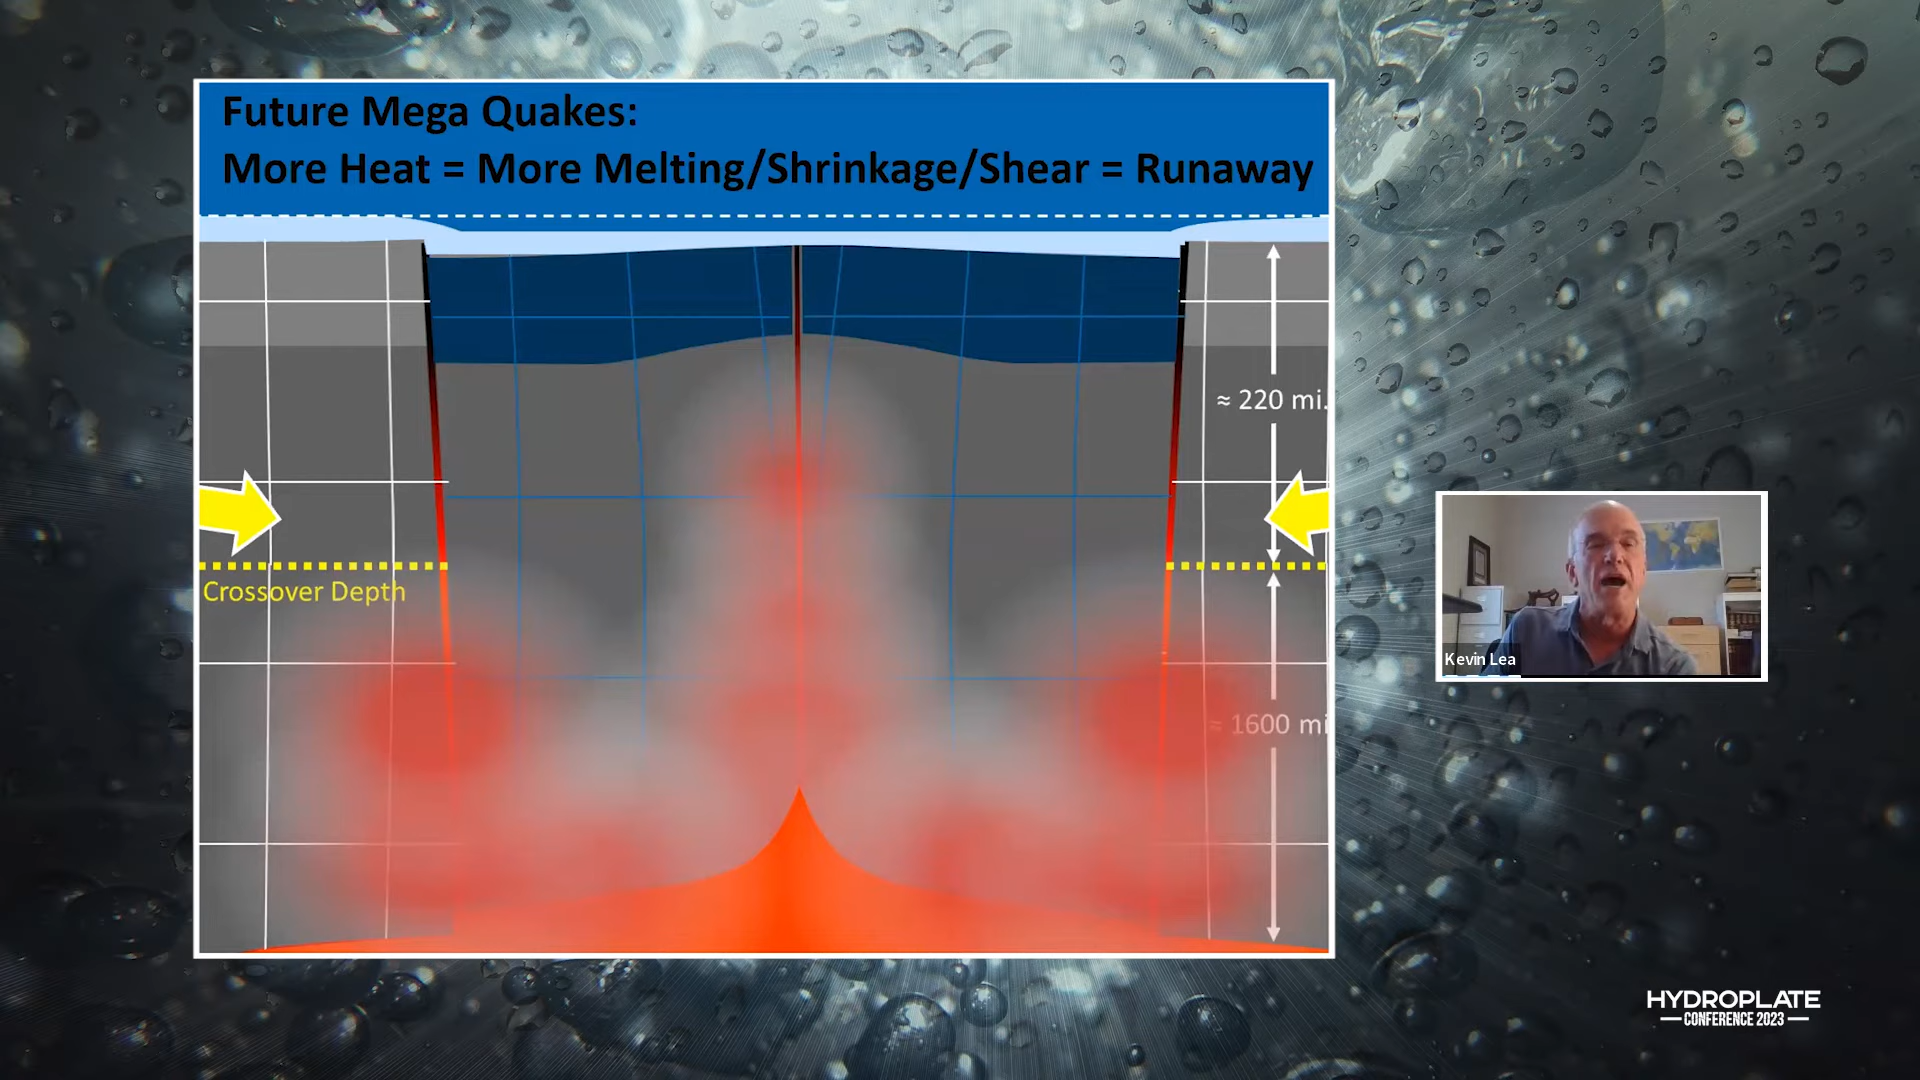 Future Mega Quakes:
More Heat = More Melting/Shrinkage/Shear = Runaway
≈ 220 mi.
Crossover Depth
≈ 1600 mi
Kevin Lea
HYDROPLATE
CONFERENCE 2023